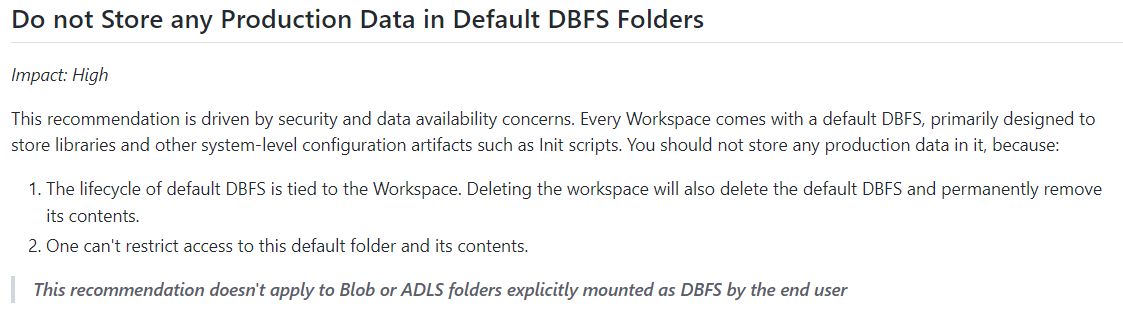 Do not Store any Production Data in Default DBFS Folders
Impact: High
This recommendation is driven by security and data availability concerns. Every Workspace comes with a default DBFS, primarily designed to
store libraries and other system-level configuration artifacts such as Init scripts. You should not store any production data in it, because:
1. The lifecycle of default DBFS is tied to the Workspace. Deleting the workspace will also delete the default DBFS and permanently remove
its contents.
2. One can't restrict access to this default folder and its contents.
This recommendation doesn't apply to Blob or ADLS folders explicitly mounted as DBFS by the end user